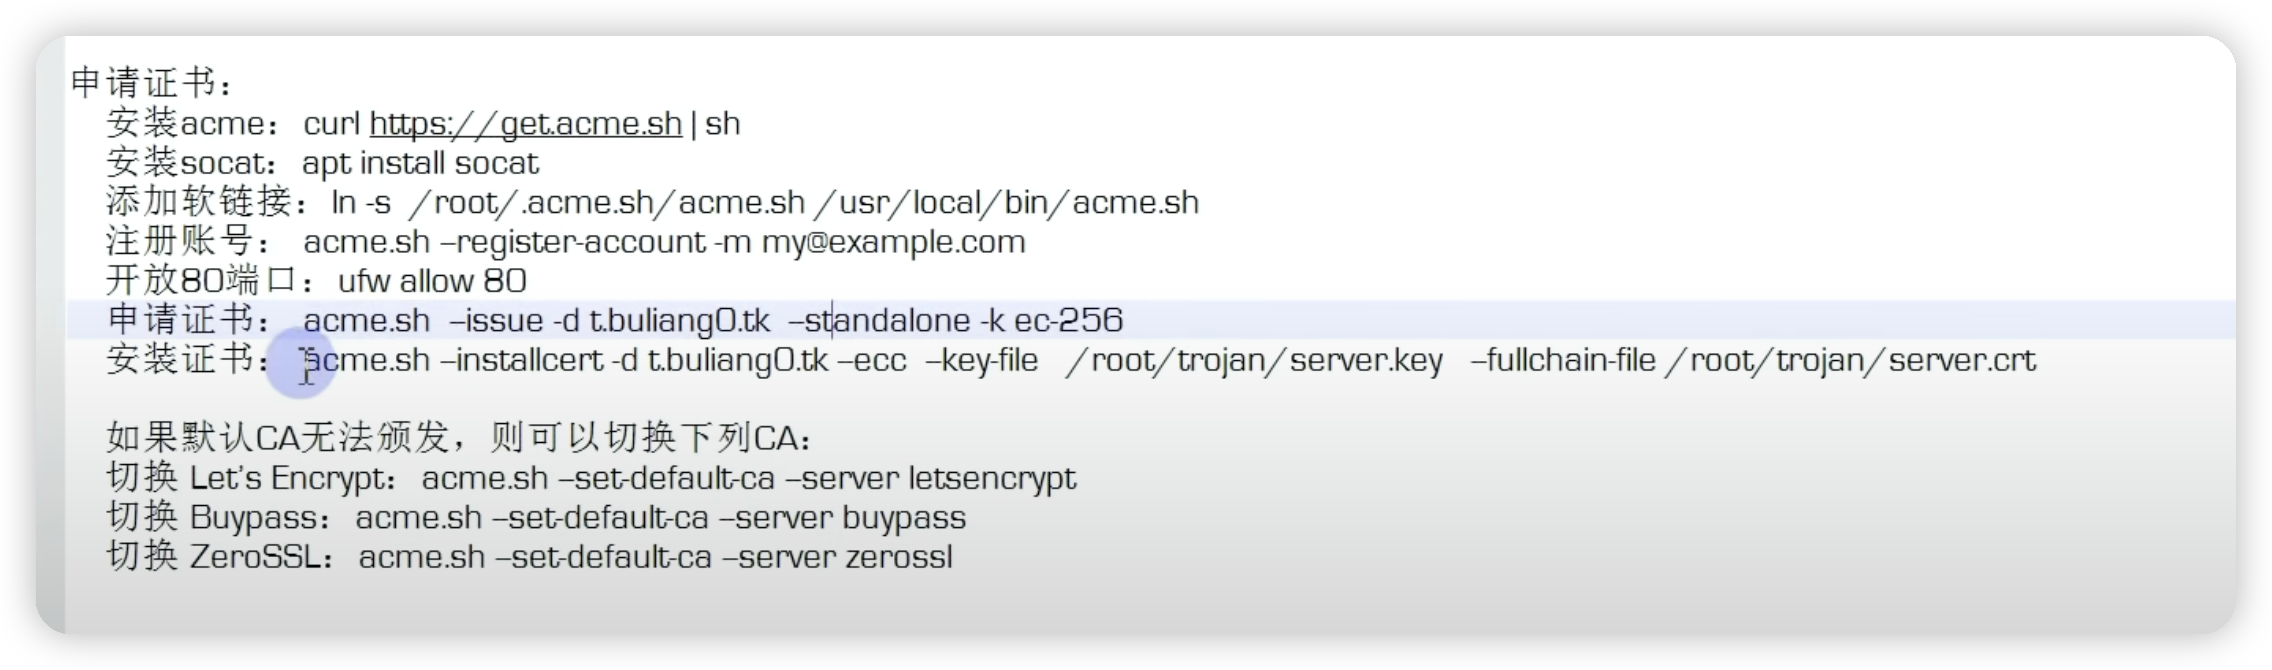 申请证书：
安装acme：curl https://get.acme.sh | sh
安装socat：apt install socat
添加软链接：ln -s /root/.acme.sh/acme.sh /usr/local/bin/acme.sh
注册账号：acme.sh –register-account -m my@example.com
开放80端口：ufw allow 80
申请证书：acme.sh –issue -d t.buliang0.tk –standalone -k ec-256
安装证书：acme.sh –installcert -d t.buliang0.tk –ecc –key-file /root/trojan/server.key –fullchain-file /root/trojan/server.crt
如果默认CA无法颁发，则可以切换下列CA：
切换 Let’s Encrypt：acme.sh –set-default-ca –server letsencrypt
切换 Buypass：acme.sh –set-default-ca –server buypass
切换 ZeroSSL：acme.sh –set-default-ca –server zerossl